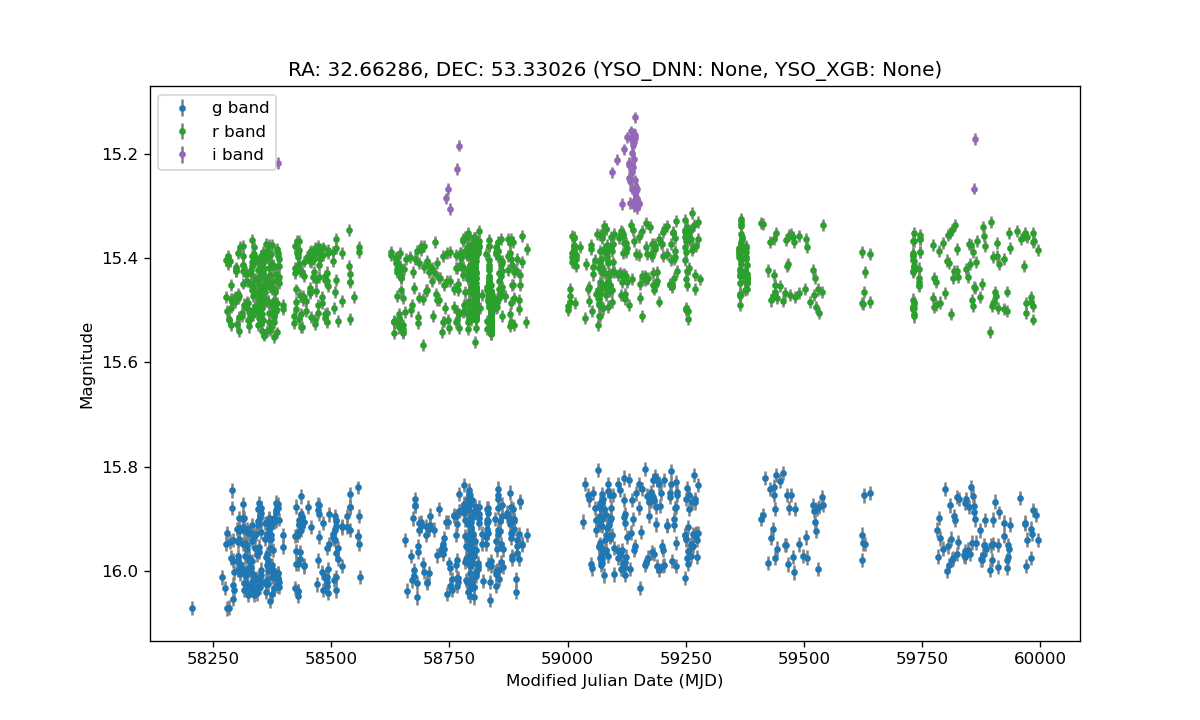 RA: 32.66286, DEC: 53.33026 (YSO_DNN: None, YSO_XGB: None)
g band
r band
i band
15.2
15.4
15.6
15.8
16.0
Magnitude
58250 58500 58750 59000 59250 59500 59750 60000
Modified Julian Date (MJD)